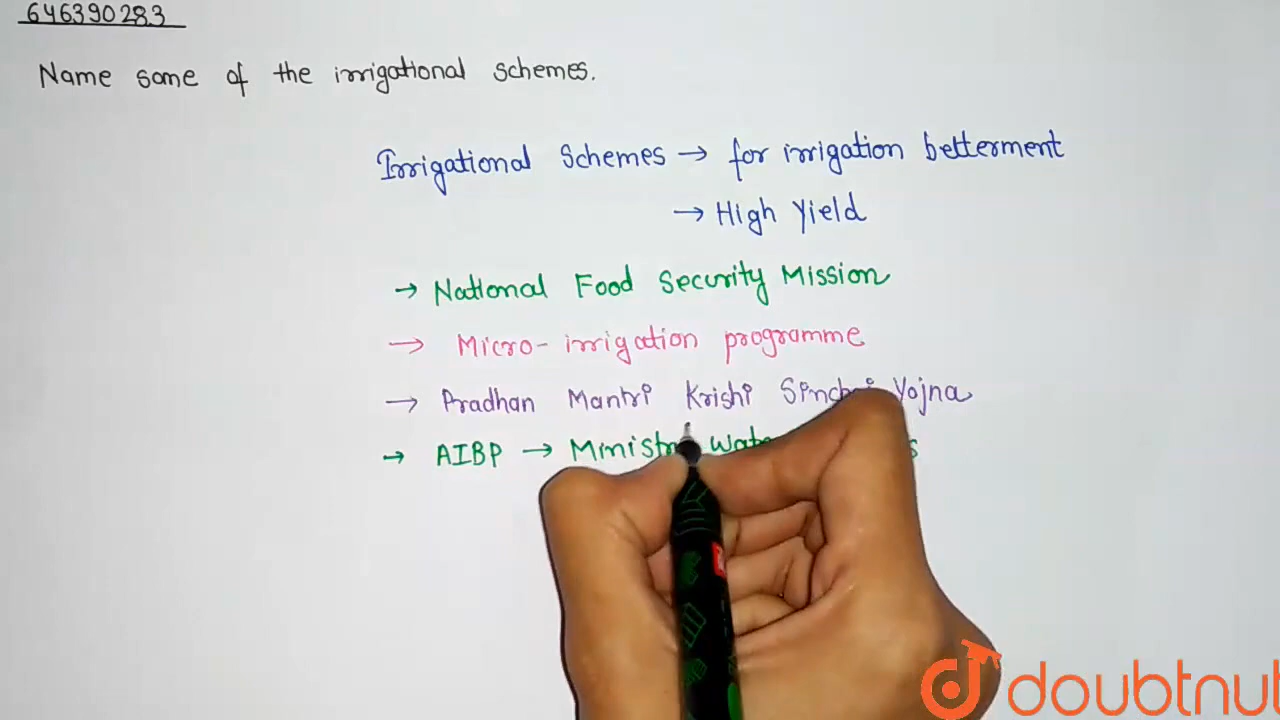 646390283
Name some of the irrigational schemes.
Irrigational Schemes → for irrigation betterment
→ High Yield
→ National Food Security Mission
→ Micro-irrigation programme
→ Pradhan Mantri Krishi Yojna
→ AIBP →
doubtnut